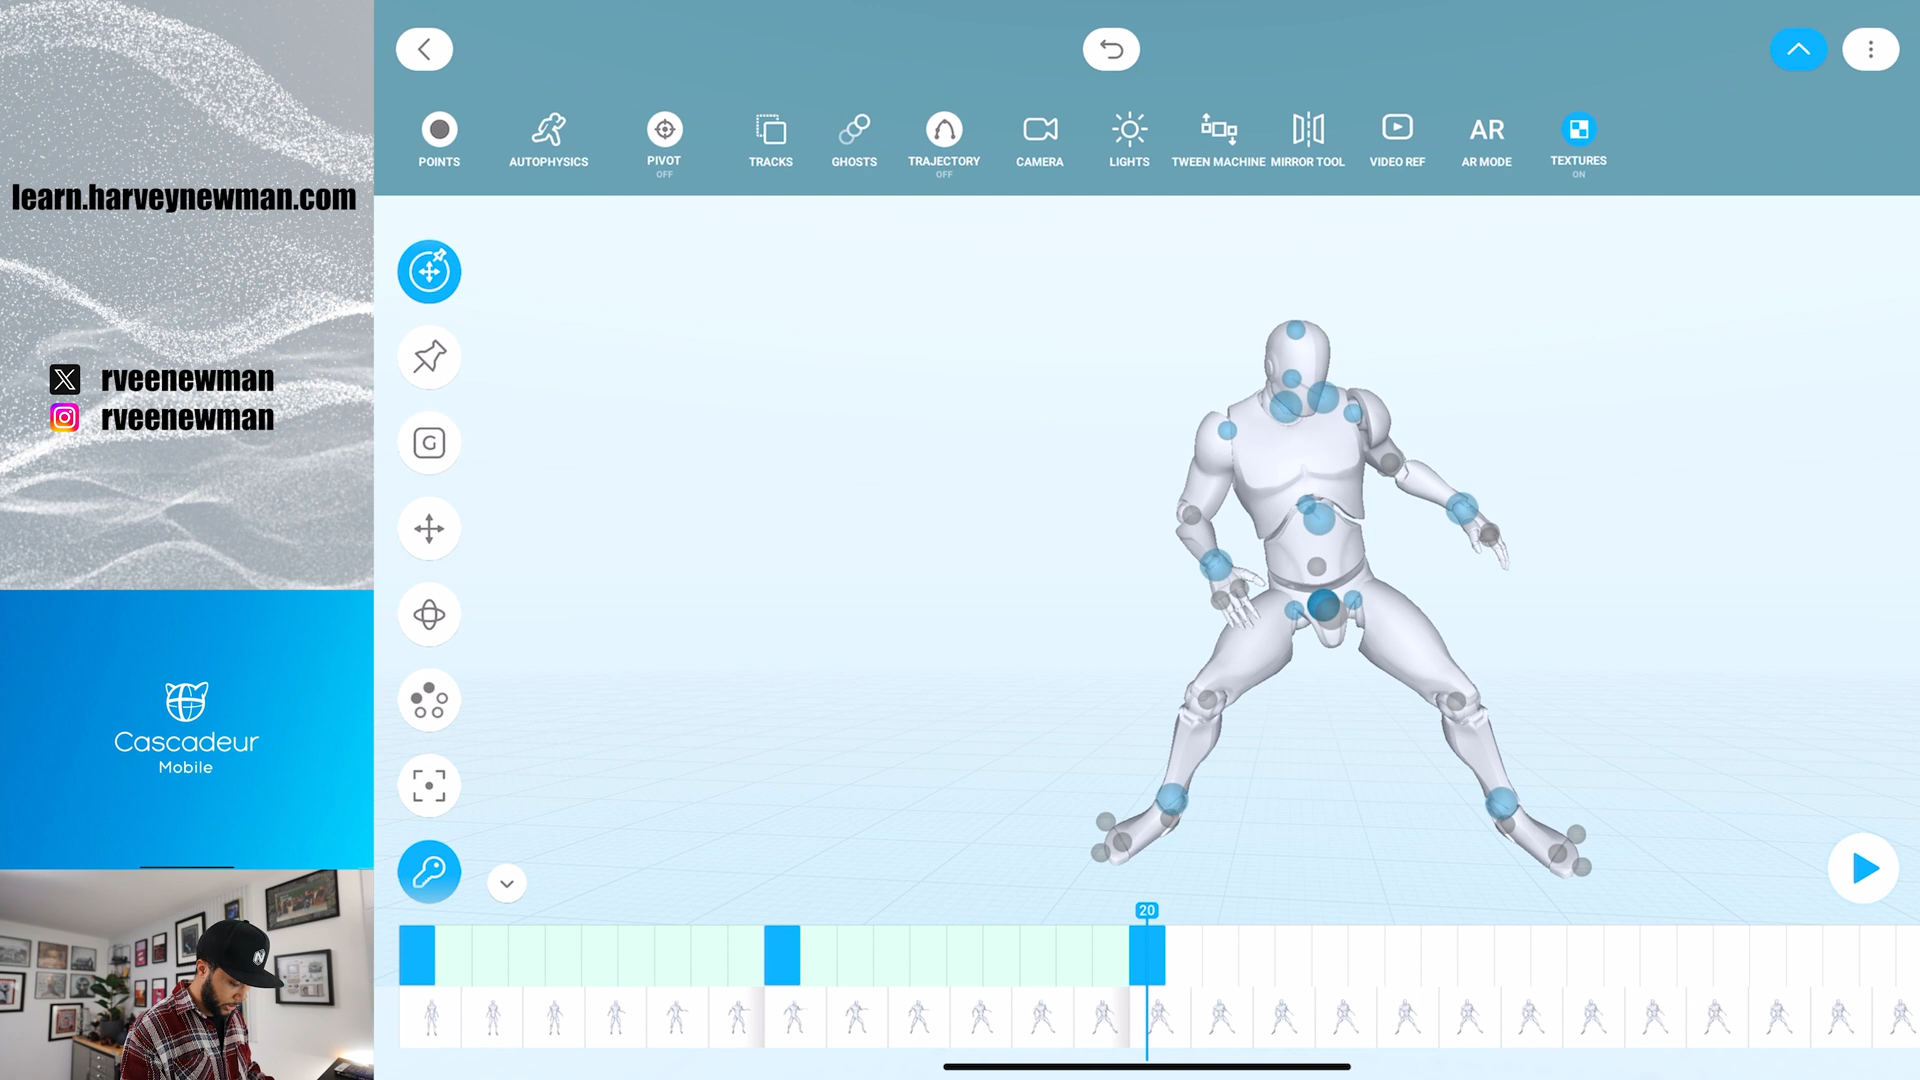 learn.harveynewman.com
rveenewman
rveenewman
Cascadeur
Mobile
POINTS
AUTOPHYSICS
PIVOT
OFF
TRACKS
GHOSTS
TRAJECTORY
OFF
CAMERA
LIGHTS
TWEEN MACHINE
MIRROR TOOL
VIDEO REF
AR
AR MODE
TEXTURES
ON
G
20